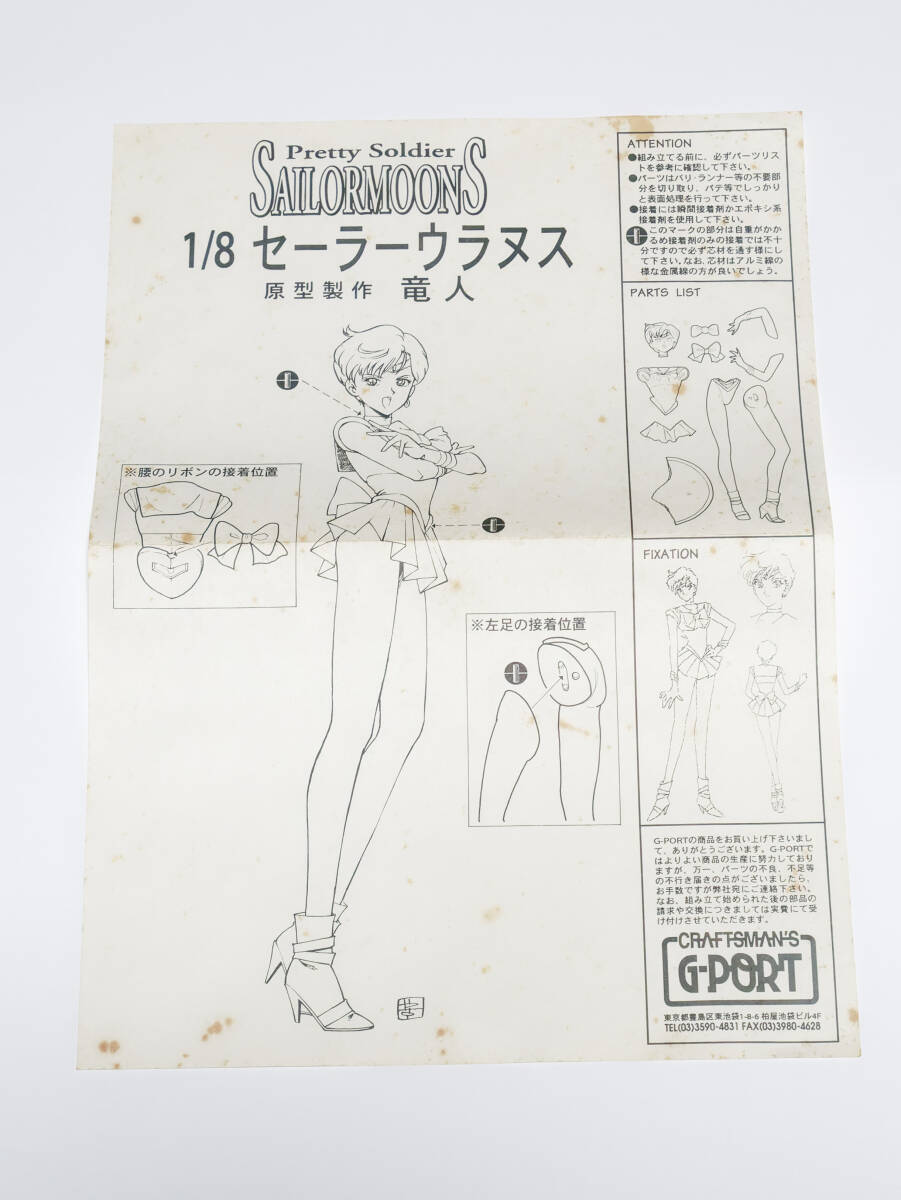 Pretty Soldier
SAILORMOONS
1/8 セーラーウラヌス
原型製作 竜人
※腰のリボンの接着位置
※左足の接着位置
ATTENTION
●組み立てる前に、必ずパーツリス
トを参考に確認して下さい。
●パーツはバリ・ランナー等の不要部
分を切り取り、パテ等でしっかり
と表面処理を行って下さい。
●接着には瞬間接着剤かエポキシ系
接着剤を使用して下さい。
このマークの部分は自重がかか
るめ接着剤のみの接着では不十
分ですので必ず芯材を通す様にし
て下さい。なお、芯材はアルミ線の
様な金属線の方が良いでしょう。
PARTS LIST
FIXATION
G-PORTの商品をお買い上げ下さいまし
て、ありがとうございます。G-PORTで
はよりよい商品の生産に努力しており
ますが、万一、パーツの不良、不足等
の不行き届きの点がございましたら、
お手数ですが弊社宛にご連絡下さい。
なお、組み立て始められた後の部品の
請求や交換につきましては実費にて受
け付けさせていただきます。
CRAFTSMAN'S
G-PORT
東京都豊島区東池袋1-8-6 柏屋池袋ビル4F
TEL(03)3590-4831 FAX(03)3980-4628